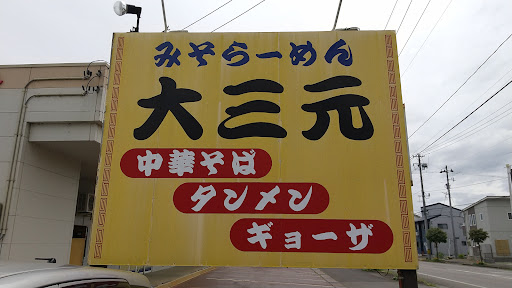 みそらーめん
大三元
中華そば
タンメン
ギョーザ